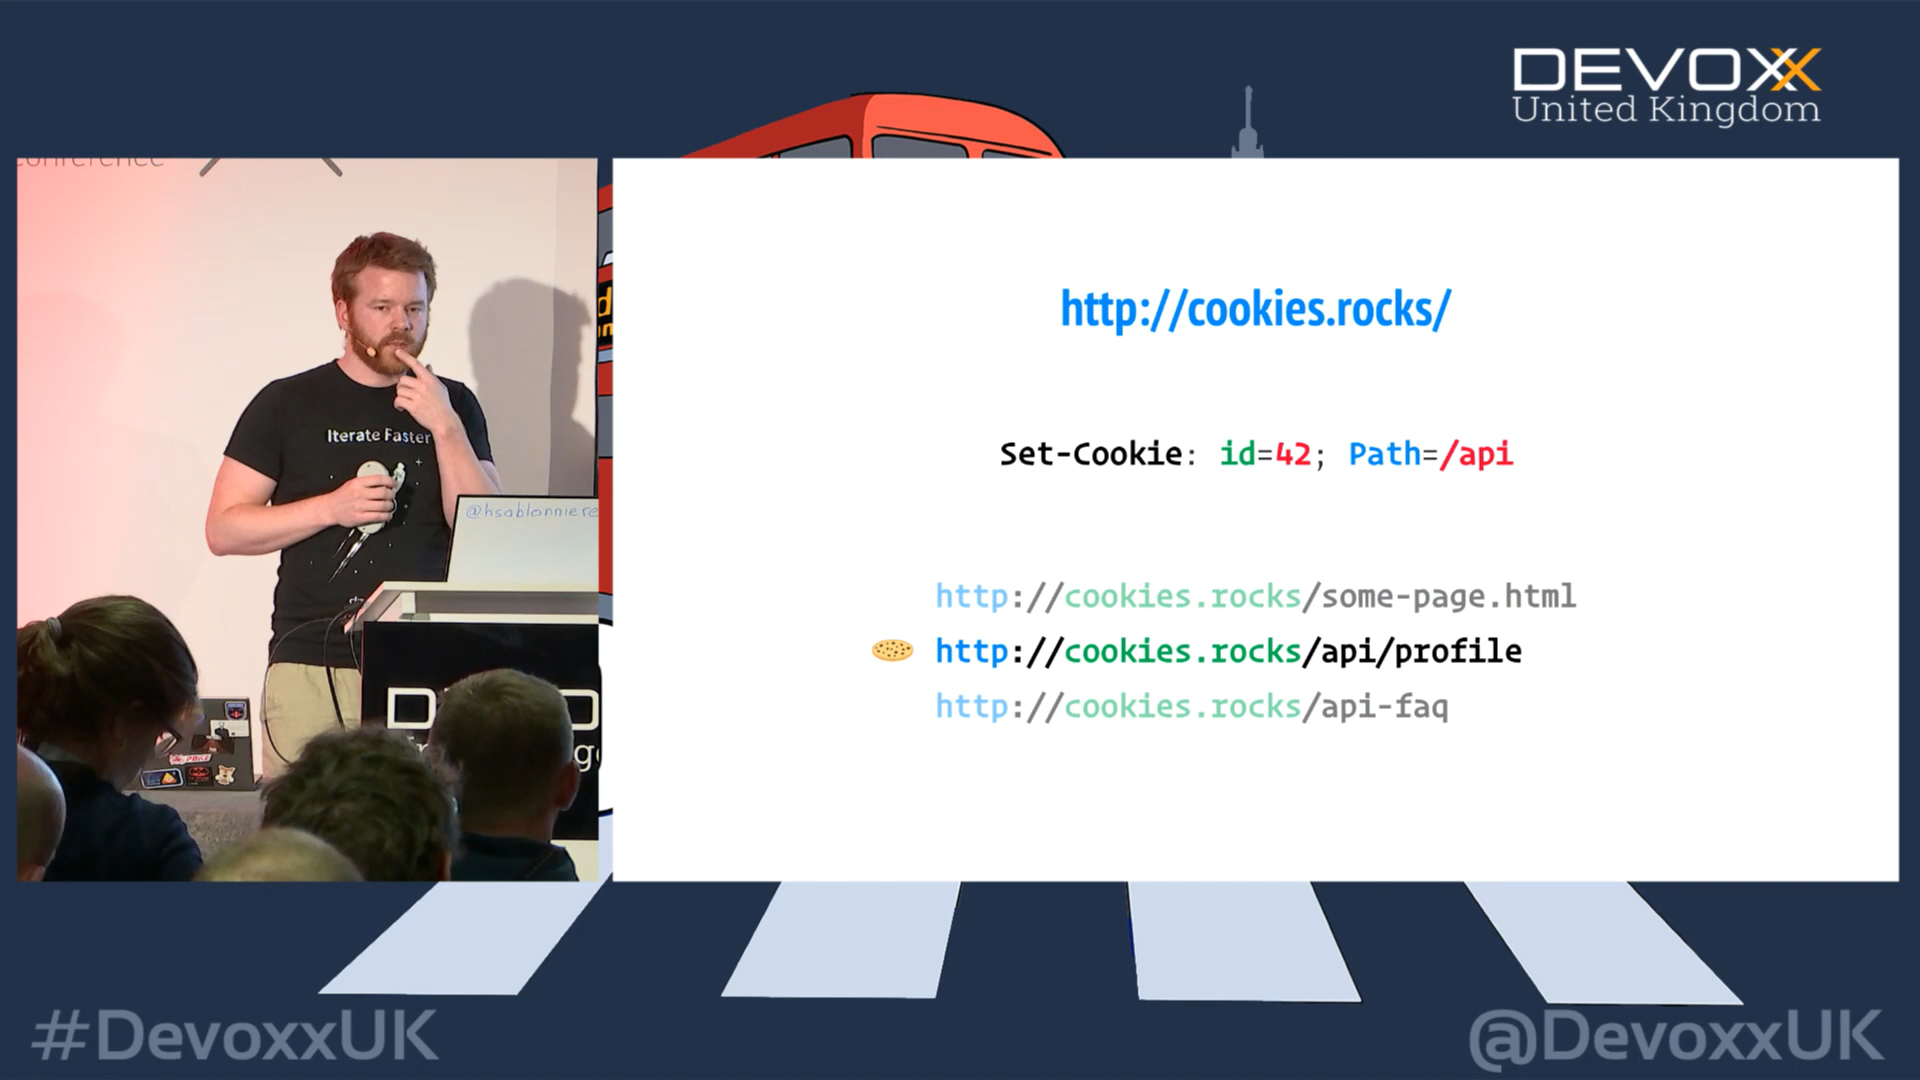 DEVOXX
United Kingdom
conference
Iterate Faster
@hsablonniere
http://cookies.rocks/
Set-Cookie: id=42; Path=/api
http://cookies.rocks/some-page.html
http://cookies.rocks/api/profile
http://cookies.rocks/api-faq
#DevoxxUK
@DevoxxUK